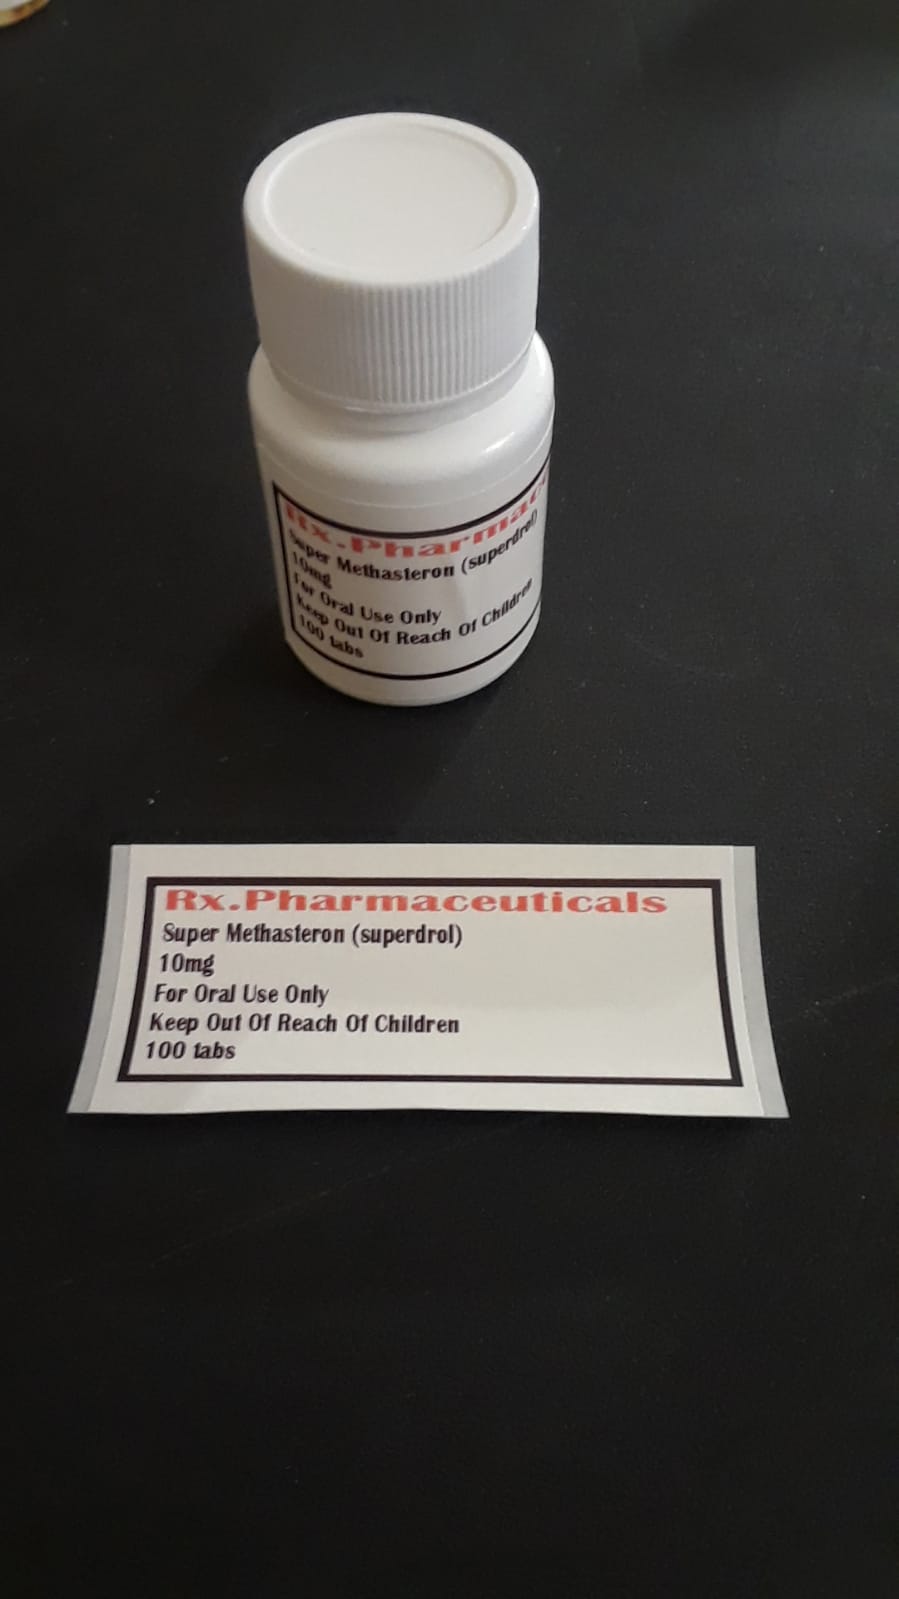 Rx.Pharmac
Super Methasteron (superdrol)
10mg
For Oral Use Only
Keep Out Of Reach Of Children
100 tabs
Rx.Pharmaceuticals
Super Methasteron (superdrol)
10mg
For Oral Use Only
Keep Out Of Reach Of Children
100 tabs